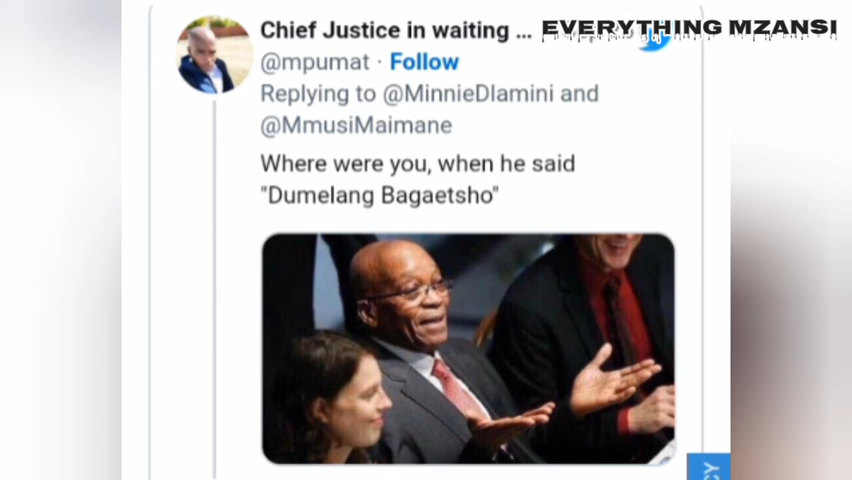 Chief Justice in waiting ...
EVERYTHING MZANSI
@mpumat · Follow
Replying to @MinnieDlamini and
@MmusiMaimane
Where were you, when he said
"Dumelang Bagaetsho"
CY